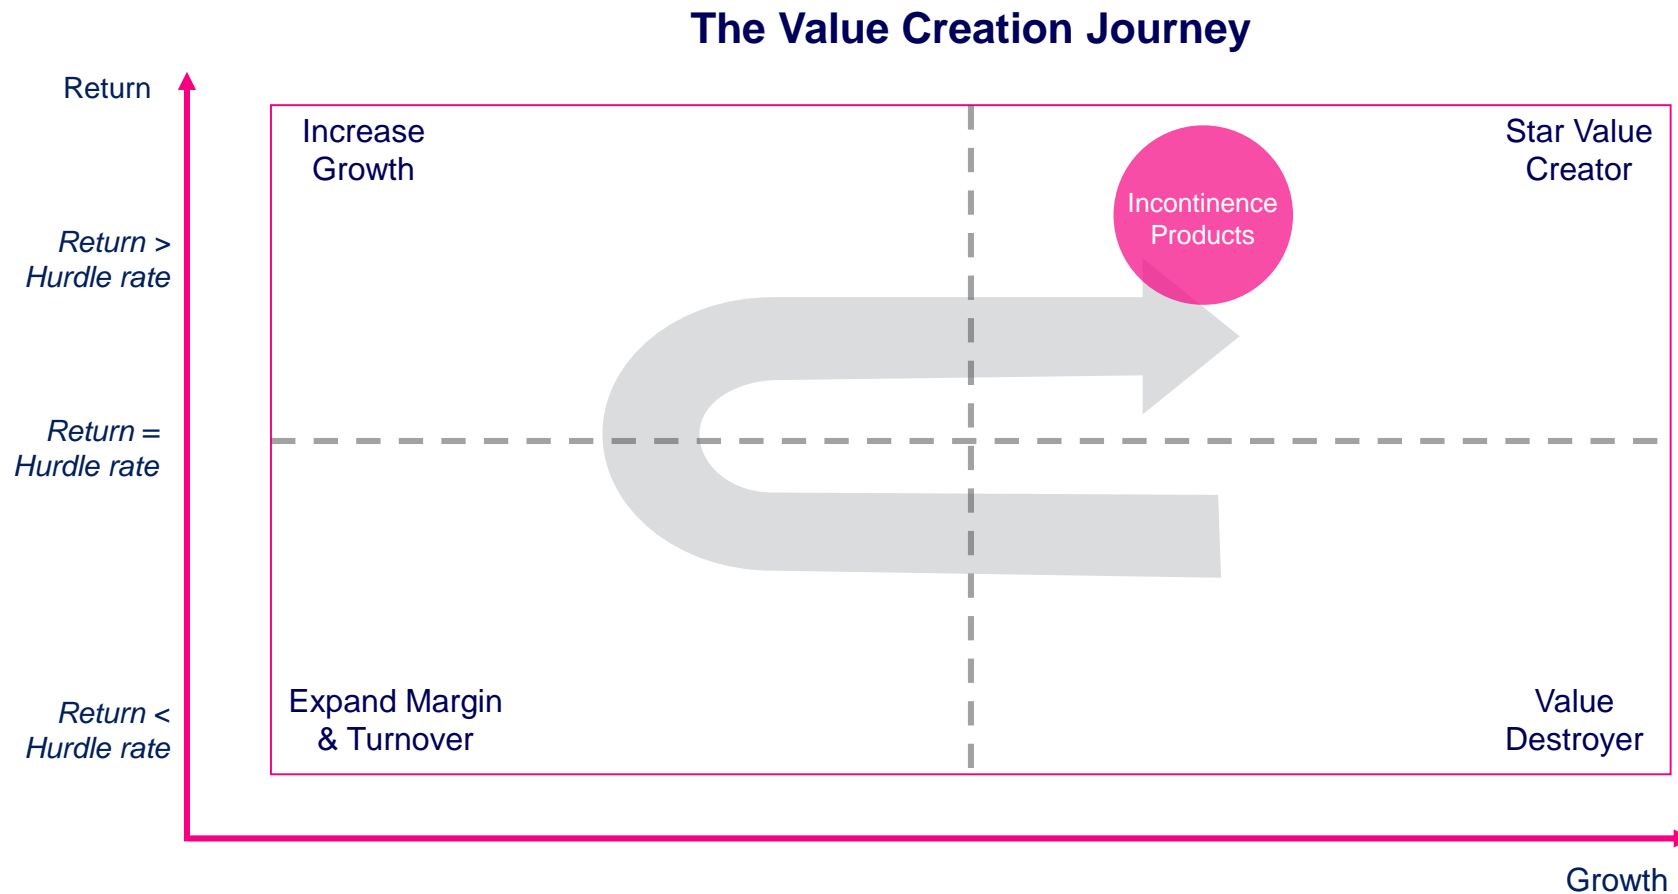 The Value Creation Journey
Return
Increase
Growth
Star Value
Creator
Incontinence
Products
Return >
Hurdle rate
Return =
Hurdle rate
Expand Margin
& Turnover
Value
Destroyer
Return <
Hurdle rate
Growth